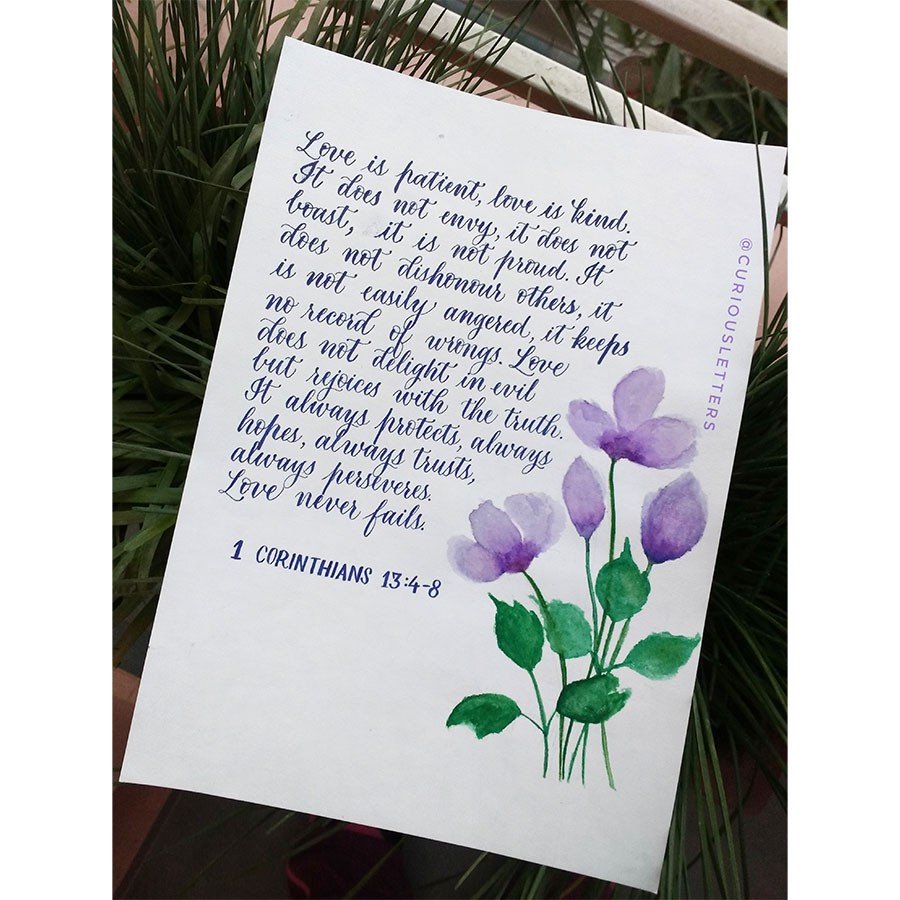 Love is patient, love is kind.
It does not envy, it does not
boast, it is not proud. It
does not dishonour others, it
is not easily angered, it keeps
no record of wrongs. Love
does not delight in evil
but rejoices with the truth.
It always protects, always
hopes, always trusts,
always perseveres.
Love never fails.
1 CORINTHIANS 13:4-8
@CURIOUSLETTERS